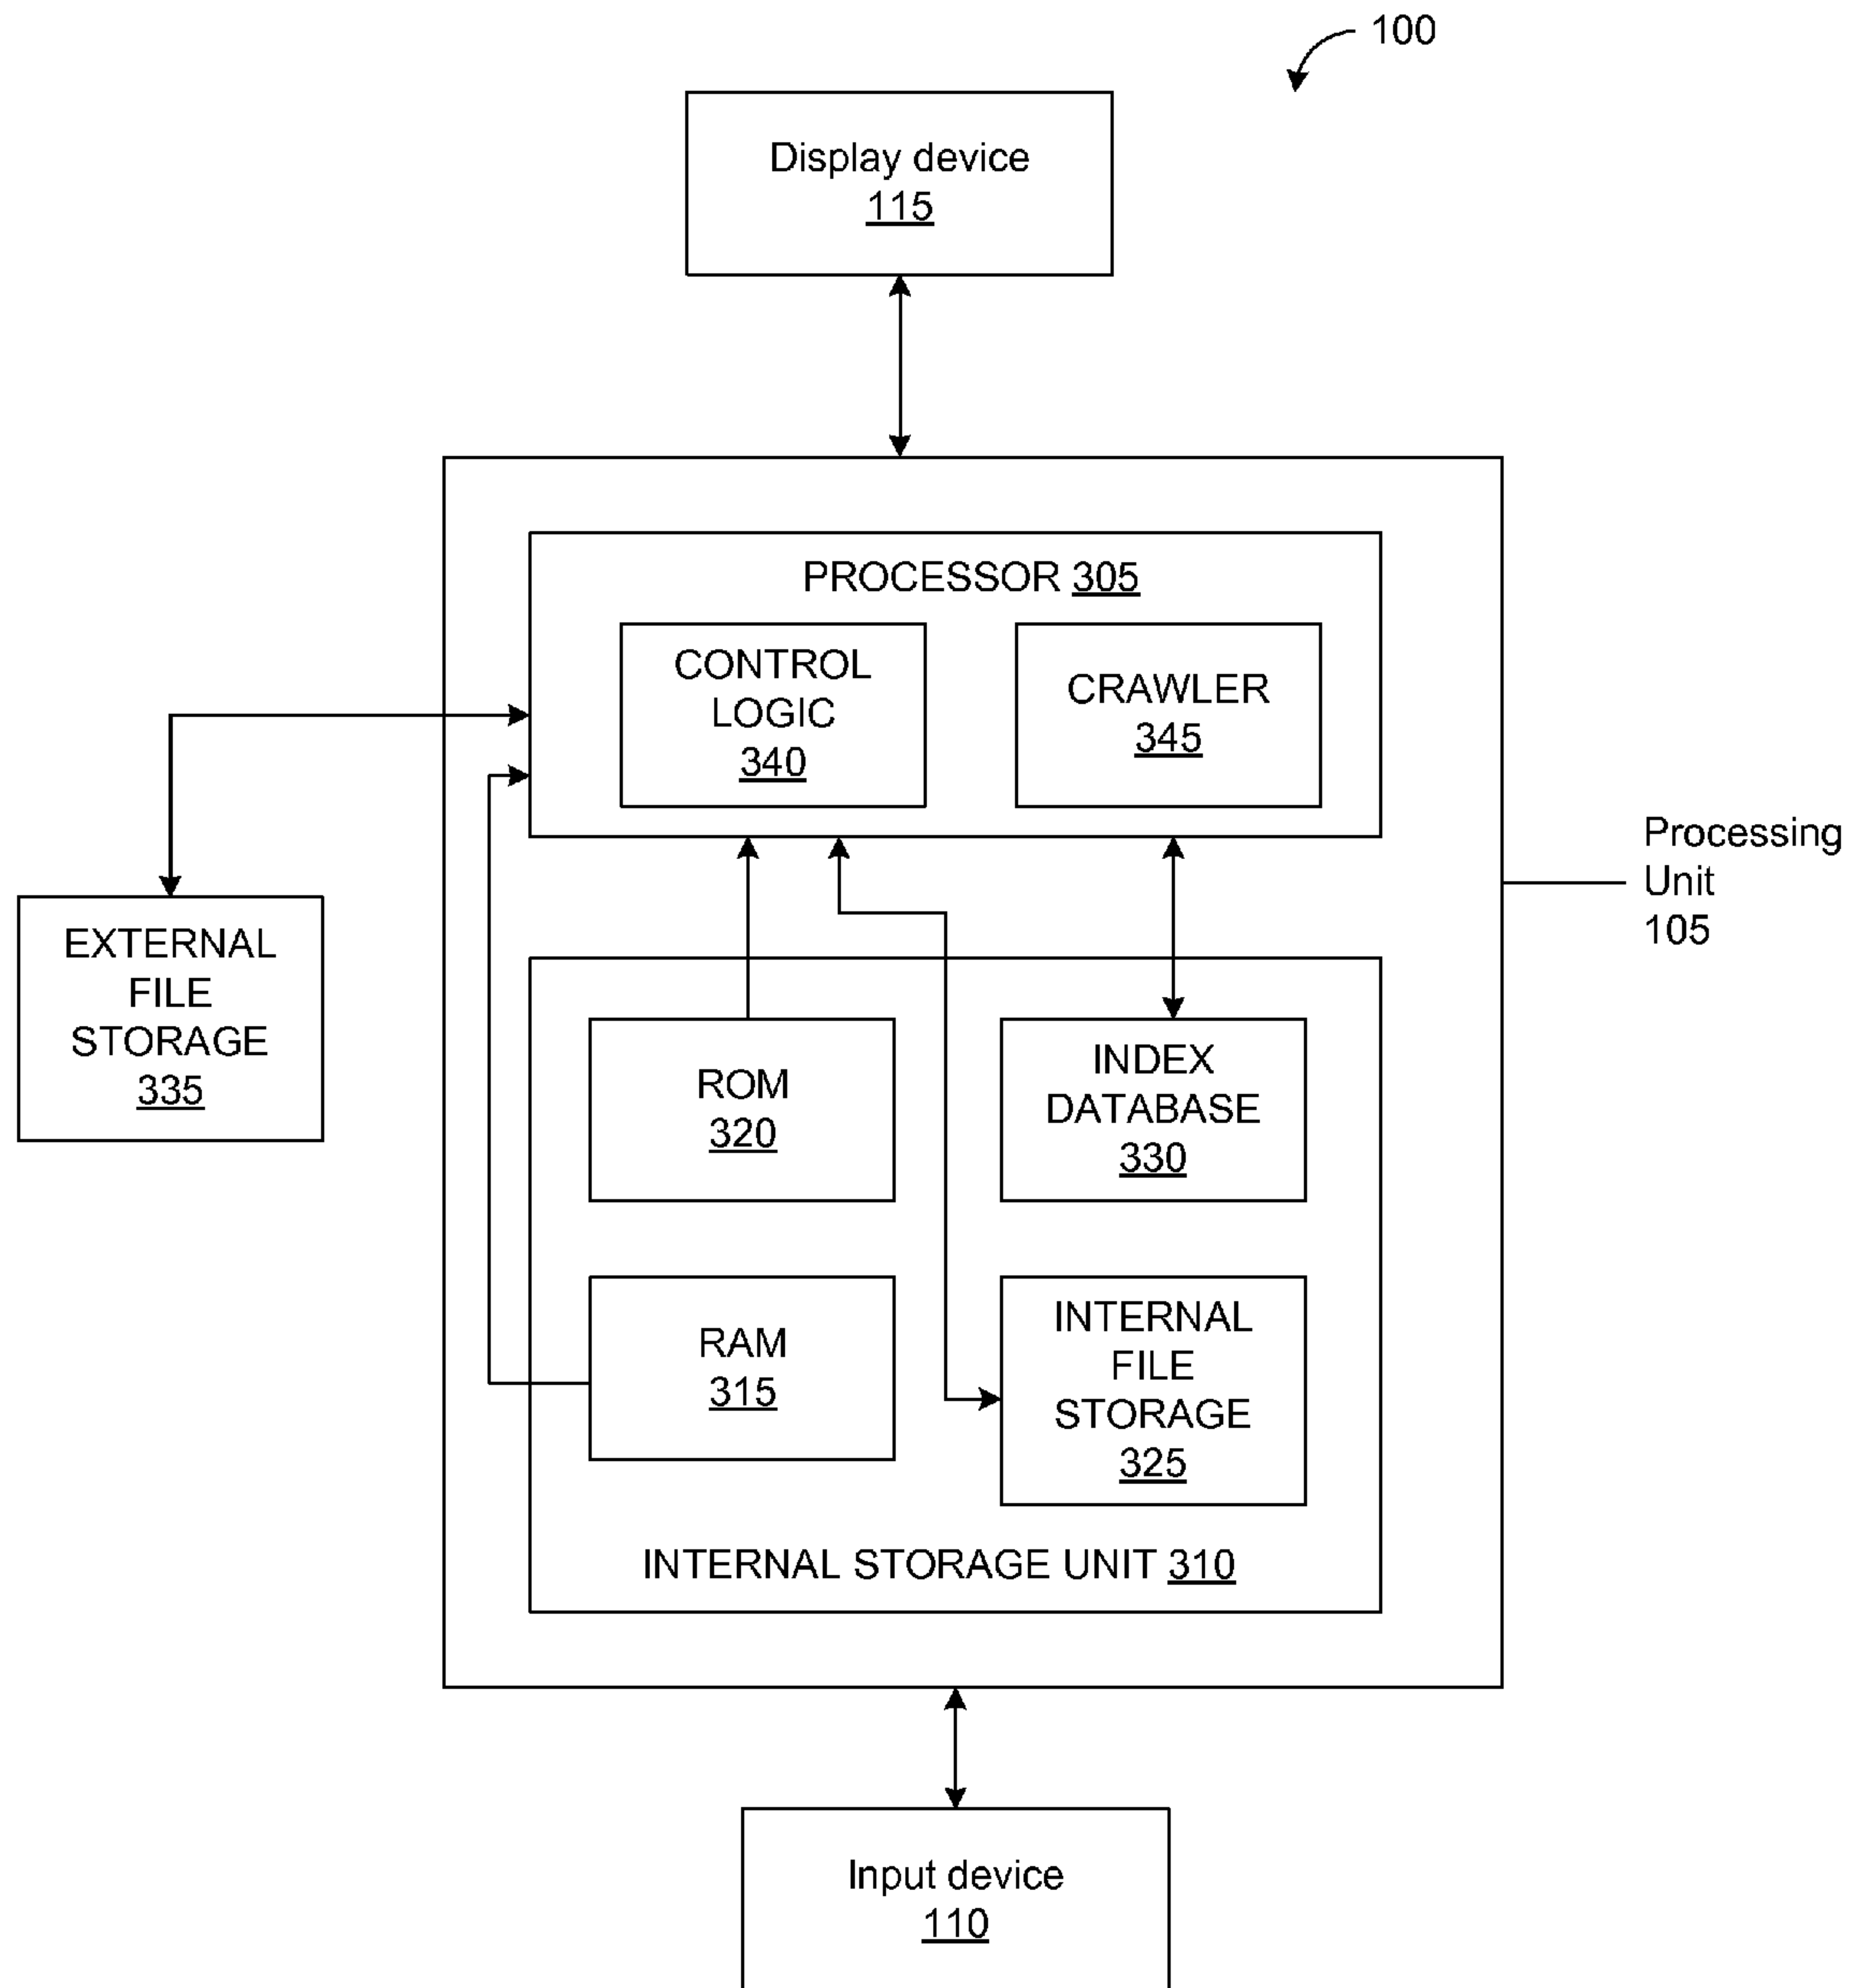 100
Display device
115
PROCESSOR 305
CONTROL
LOGIC
340
CRAWLER
345
Processing
Unit
105
EXTERNAL
FILE
STORAGE
335
ROM
320
INDEX
DATABASE
330
RAM
315
INTERNAL
FILE
STORAGE
325
INTERNAL STORAGE UNIT 310
Input device
110